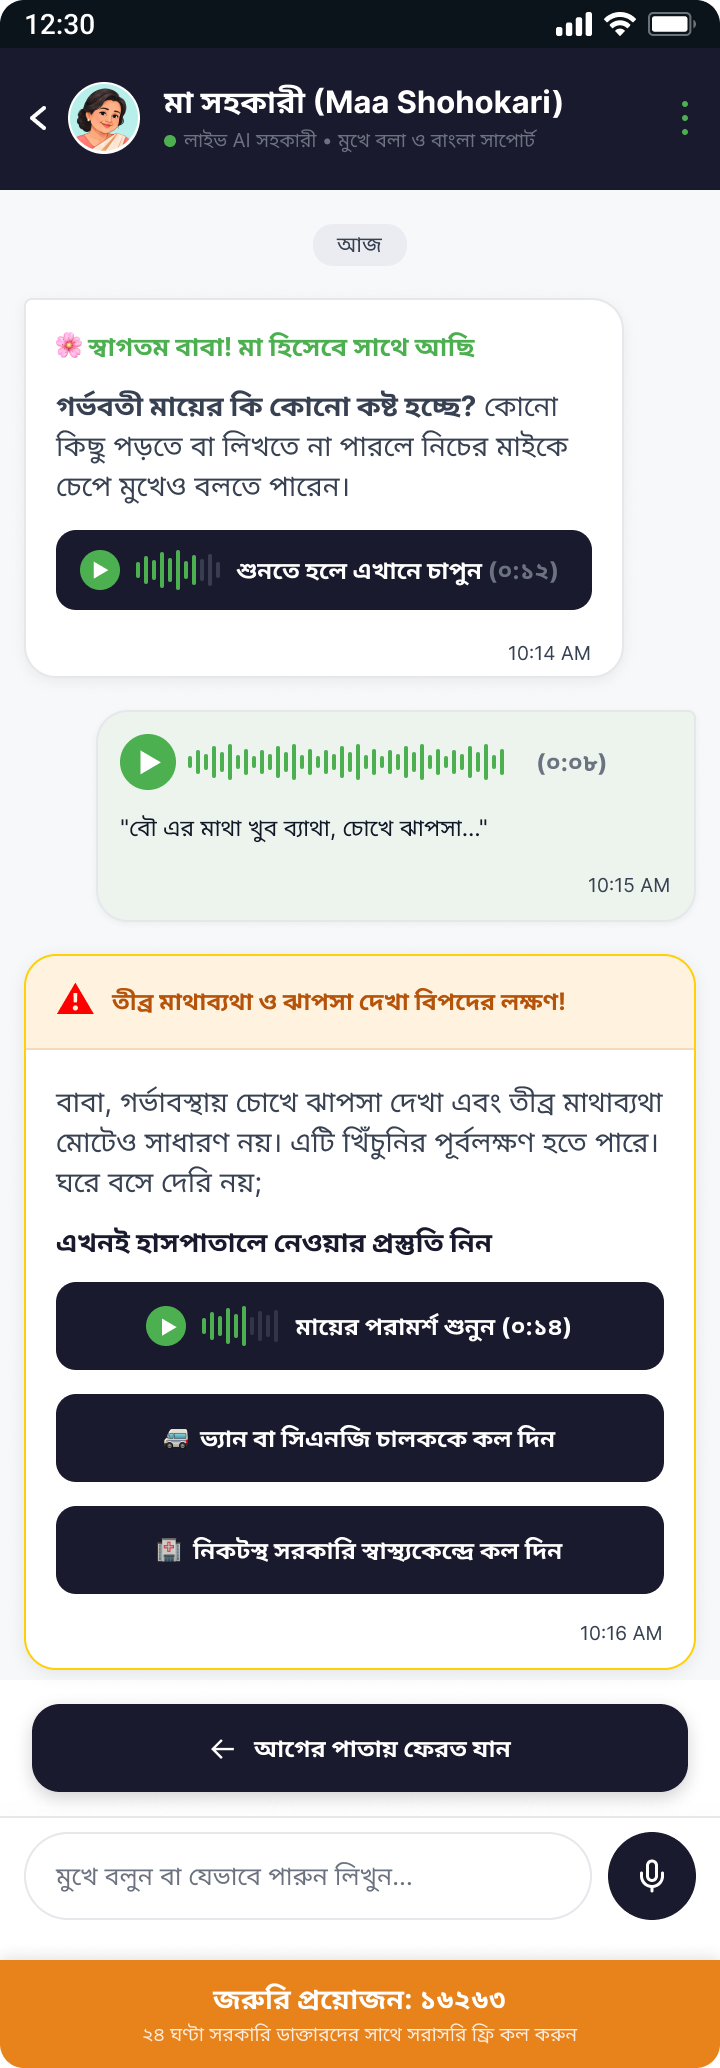 12:30
মা সহকারী (Maa Shohokari)
লাইভ AI সহকারী • মুখে বলা ও বাংলা সাপোর্ট
আজ
স্বাগতম বাবা! মা হিসেবে সাথে আছি
গর্ভবতী মায়ের কি কোনো কষ্ট হচ্ছে? কোনো
কিছু পড়তে বা লিখতে না পারলে নিচের মাইকে
চেপে মুখেও বলতে পারেন।
শুনতে হলে এখানে চাপুন (০:১২)
10:14 AM
(০:০৮)
"বৌ এর মাথা খুব ব্যাথা, চোখে ঝাপসা..."
10:15 AM
তীব্র মাথাব্যথা ও ঝাপসা দেখা বিপদের লক্ষণ!
বাবা, গর্ভাবস্থায় চোখে ঝাপসা দেখা এবং তীব্র মাথাব্যথা
মোটেও সাধারণ নয়। এটি খিঁচুনির পূর্বলক্ষণ হতে পারে।
ঘরে বসে দেরি নয়;
এখনই হাসপাতালে নেওয়ার প্রস্তুতি নিন
মায়ের পরামর্শ শুনুন (০:১৪)
ভ্যান বা সিএনজি চালককে কল দিন
নিকটস্থ সরকারি স্বাস্থ্যকেন্দ্রে কল দিন
10:16 AM
← আগের পাতায় ফেরত যান
মুখে বলুন বা যেভাবে পারুন লিখুন...
জরুরি প্রয়োজন: ১৬২৬৩
২৪ ঘণ্টা সরকারি ডাক্তারদের সাথে সরাসরি ফ্রি কল করুন